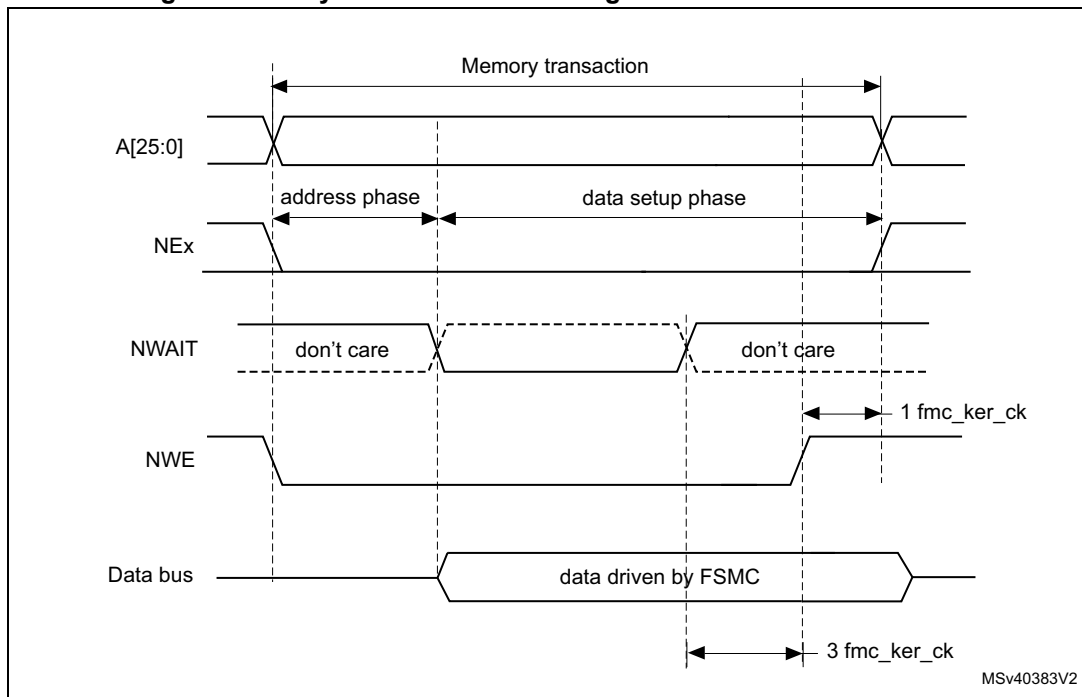 Memory transaction
A[25:0]
address phase
data setup phase
NEx
NWAIT
don't care
don't care
1 fmc_ker_ck
NWE
Data bus
data driven by FSMC
3 fmc_ker_ck
MSv40383V2